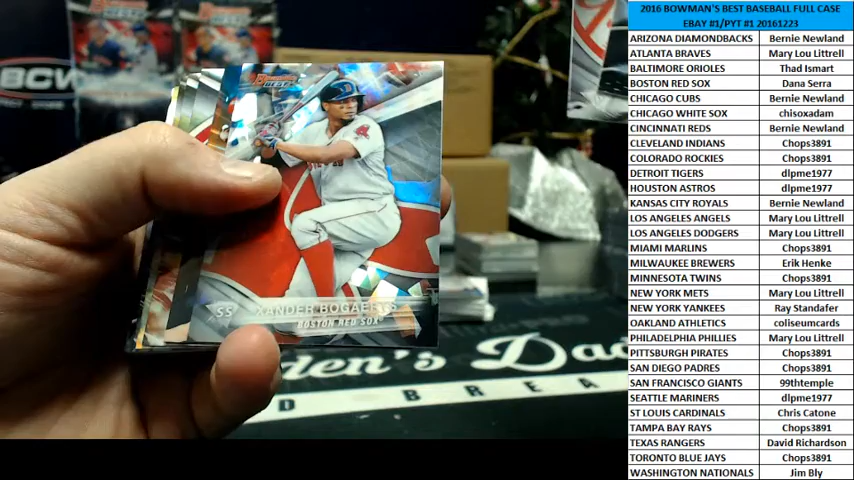 BCW
BOWMAN'S
BEST
SS
XANDER BOGAERTS
BOSTON RED SOX
den's Dad
D BREA
2016 BOWMAN'S BEST BASEBALL FULL CASE
EBAY #1/PYT #1 20161223
ARIZONA DIAMONDBACKS Bernie Newland
ATLANTA BRAVES Mary Lou Littrell
BALTIMORE ORIOLES Thad Ismart
BOSTON RED SOX Dana Serra
CHICAGO CUBS Bernie Newland
CHICAGO WHITE SOX chisoxadam
CINCINNATI REDS Bernie Newland
CLEVELAND INDIANS Chops3891
COLORADO ROCKIES Chops3891
DETROIT TIGERS dlpme1977
HOUSTON ASTROS dlpme1977
KANSAS CITY ROYALS Bernie Newland
LOS ANGELES ANGELS Mary Lou Littrell
LOS ANGELES DODGERS Mary Lou Littrell
MIAMI MARLINS Chops3891
MILWAUKEE BREWERS Erik Henke
MINNESOTA TWINS Chops3891
NEW YORK METS Mary Lou Littrell
NEW YORK YANKEES Ray Standafer
OAKLAND ATHLETICS coliseumcards
PHILADELPHIA PHILLIES Mary Lou Littrell
PITTSBURGH PIRATES Chops3891
SAN DIEGO PADRES Chops3891
SAN FRANCISCO GIANTS 99thtemple
SEATTLE MARINERS dlpme1977
ST LOUIS CARDINALS Chris Catone
TAMPA BAY RAYS Chops3891
TEXAS RANGERS David Richardson
TORONTO BLUE JAYS Chops3891
WASHINGTON NATIONALS Jim Bly